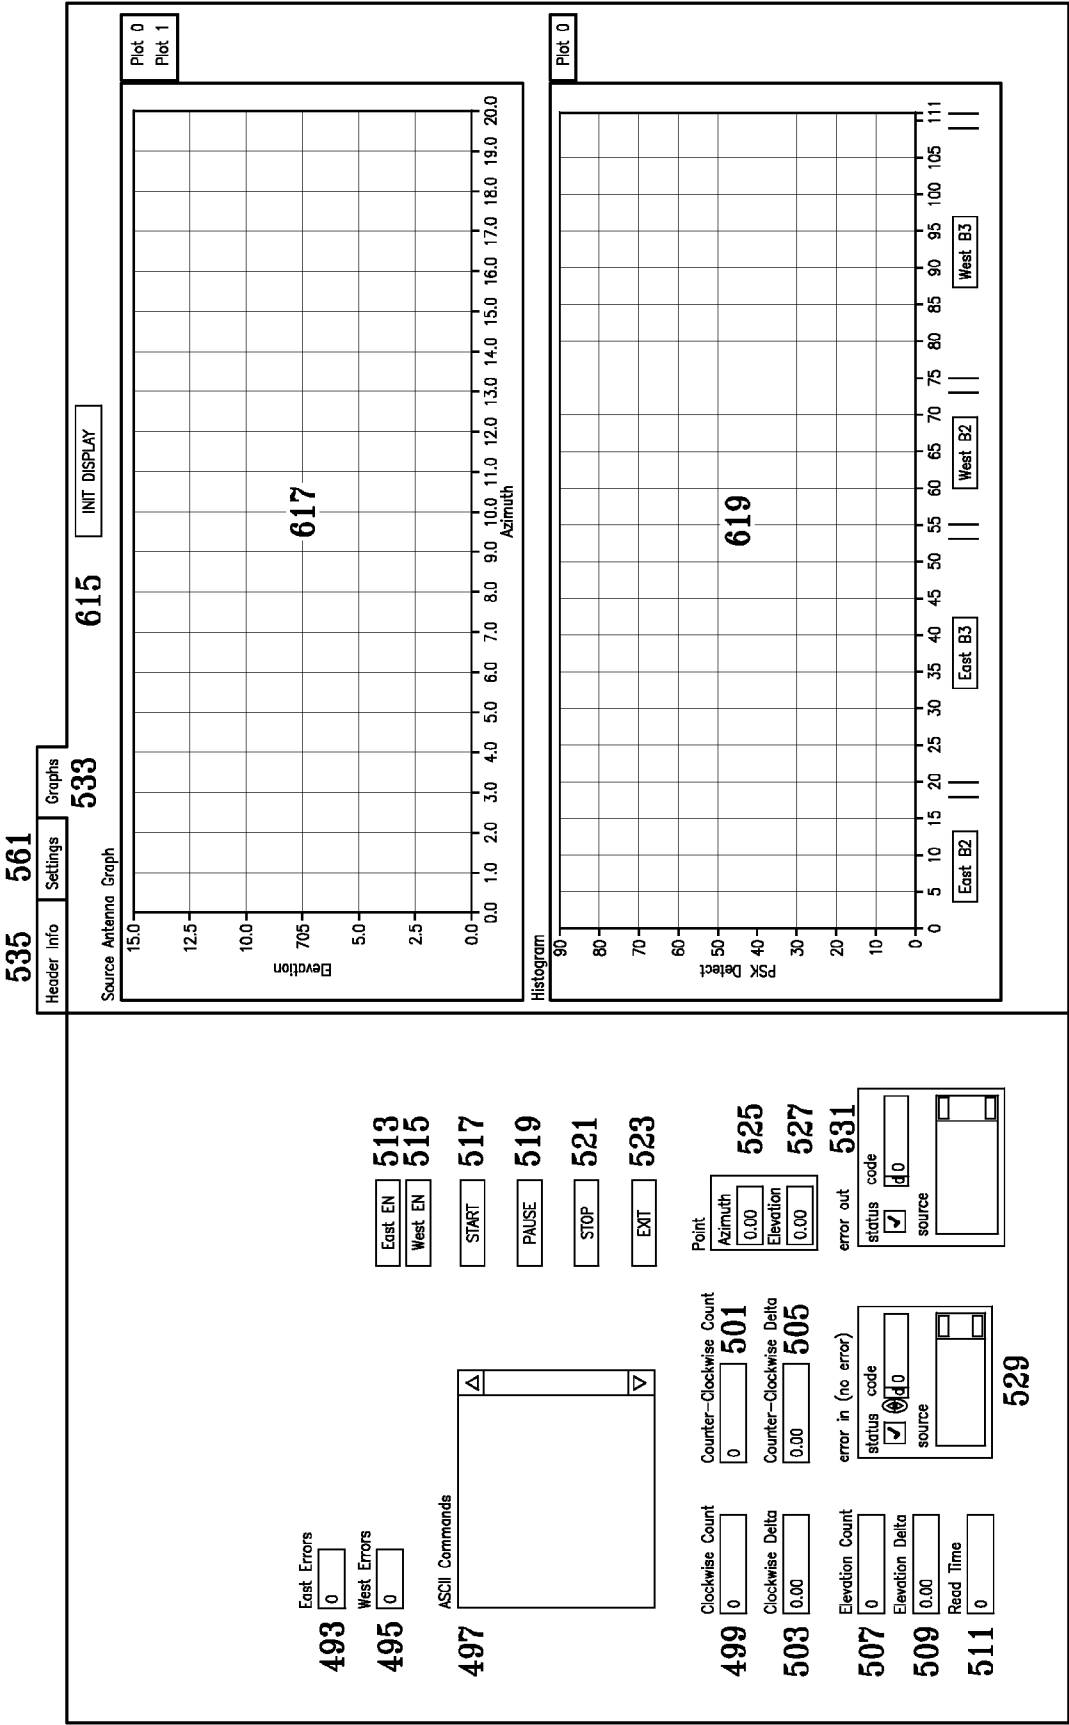 535 561
Header Info Settings Graphs
533
615 INIT DISPLAY
Source Antenna Graph
Plot 0
Plot 1
15.0
12.5
10.0
705
5.0
2.5
0.0
Elevation
617
0.0 1.0 2.0 3.0 4.0 5.0 6.0 7.0 8.0 9.0 10.0 11.0 12.0 13.0 14.0 15.0 16.0 17.0 18.0 19.0 20.0
Azimuth
Histogram
Plot 0
90
80
70
60
50
40
30
20
10
0
PSK Detect
619
0 5 10 15 20 25 30 35 40 45 50 55 60 65 70 75 80 85 90 95 100 105 111
East B2 East B3 West B2 West B3
East Errors
493 0
West Errors
495 0
East EN 513
West EN 515
ASCII Commands
497
START 517
PAUSE 519
STOP 521
EXIT 523
Clockwise Count
499 0
Counter-Clockwise Count
0 501
Clockwise Delta
503 0.00
Counter-Clockwise Delta
0.00 505
Point
Azimuth
0.00 525
Elevation
0.00 527
Elevation Count
507 0
Elevation Delta
509 0.00
Read Time
511 0
error in (no error)
status code
d 0
source
529
error out 531
status code
d 0
source